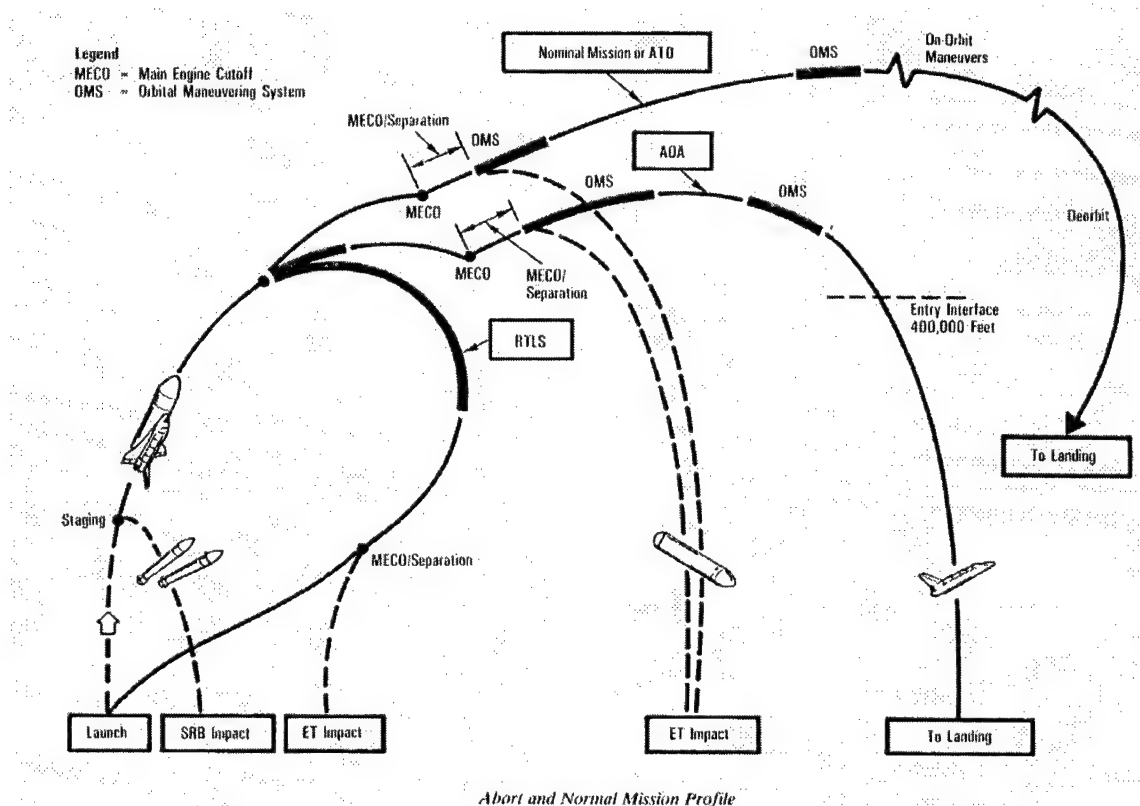 Legend
MECO = Main Engine Cutoff
OMS = Orbital Maneuvering System
Nominal Mission or ATO
OMS
On-Orbit
Maneuvers
MECO/Separation
OMS
AOA
OMS
OMS
MECO
MECO
MECO/
Separation
Deorbit
Entry Interface
400,000 Feet
RTLS
To Landing
Staging
MECO/Separation
Launch
SRB Impact
ET Impact
ET Impact
To Landing
Abort and Normal Mission Profile